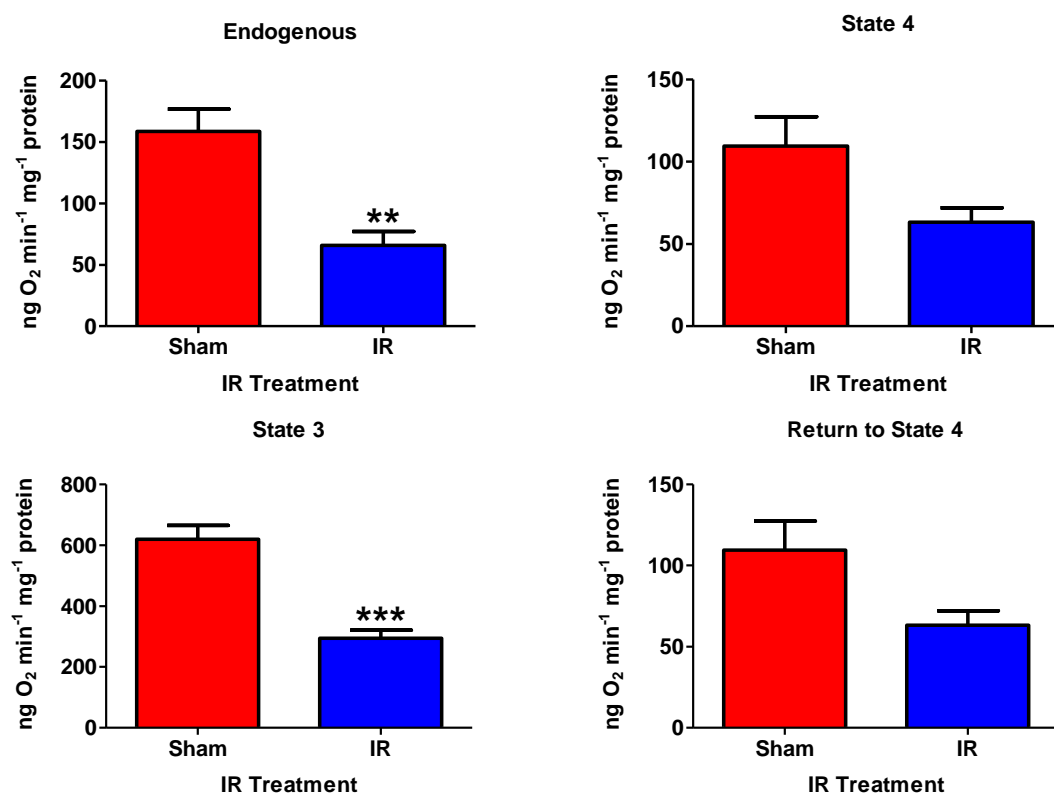 Endogenous
ng O₂ min⁻¹ mg⁻¹ protein
200
150
100
50
0
**
Sham
IR
IR Treatment
State 4
ng O₂ min⁻¹ mg⁻¹ protein
150
100
50
0
Sham
IR
IR Treatment
State 3
ng O₂ min⁻¹ mg⁻¹ protein
800
600
400
200
0
***
Sham
IR
IR Treatment
Return to State 4
ng O₂ min⁻¹ mg⁻¹ protein
150
100
50
0
Sham
IR
IR Treatment